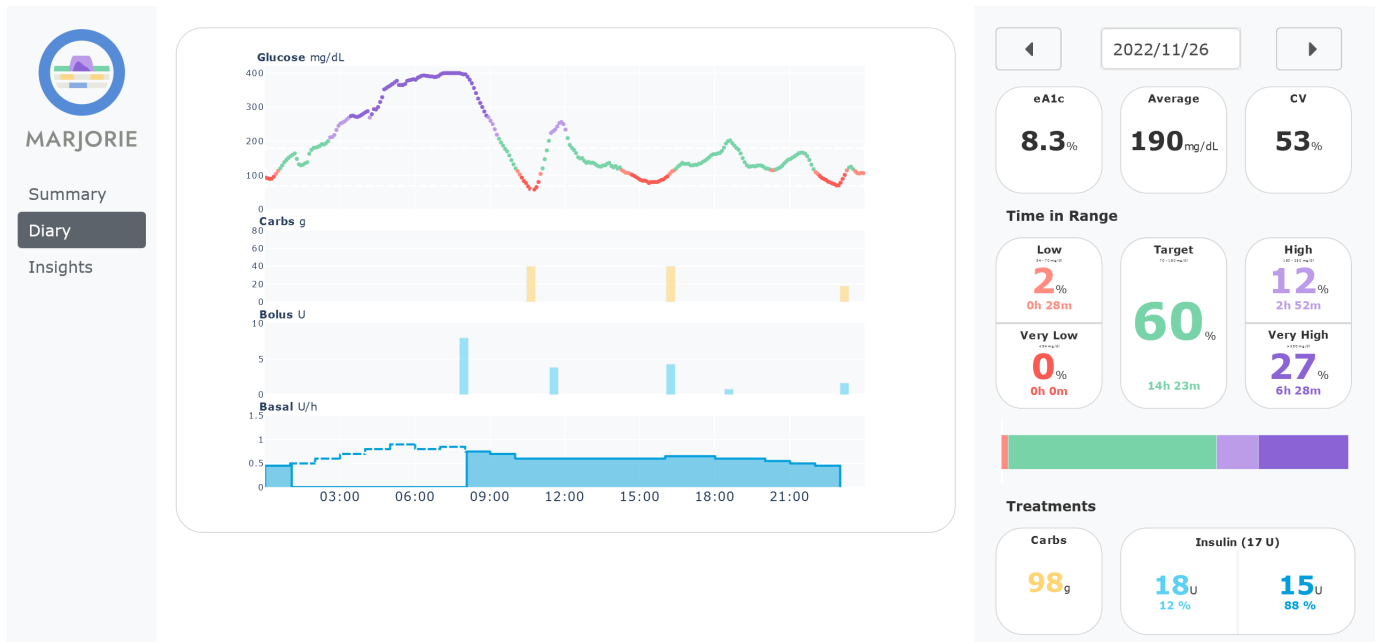 MARJORIE
Summary
Diary
Insights
Glucose mg/dL
400
300
200
100
0
Carbs g
80
60
40
20
0
Bolus U
10
5
0
Basal U/h
1.5
1
0.5
0
03:00 06:00 09:00 12:00 15:00 18:00 21:00
2022/11/26
eA1c
8.3%
Average
190mg/dL
CV
53%
Time in Range
Low
2%
0h 28m
Very Low
0%
0h 0m
Target
60%
14h 23m
High
12%
2h 52m
Very High
27%
6h 28m
Treatments
Carbs
98g
Insulin (17 U)
18U
12 %
15U
88 %